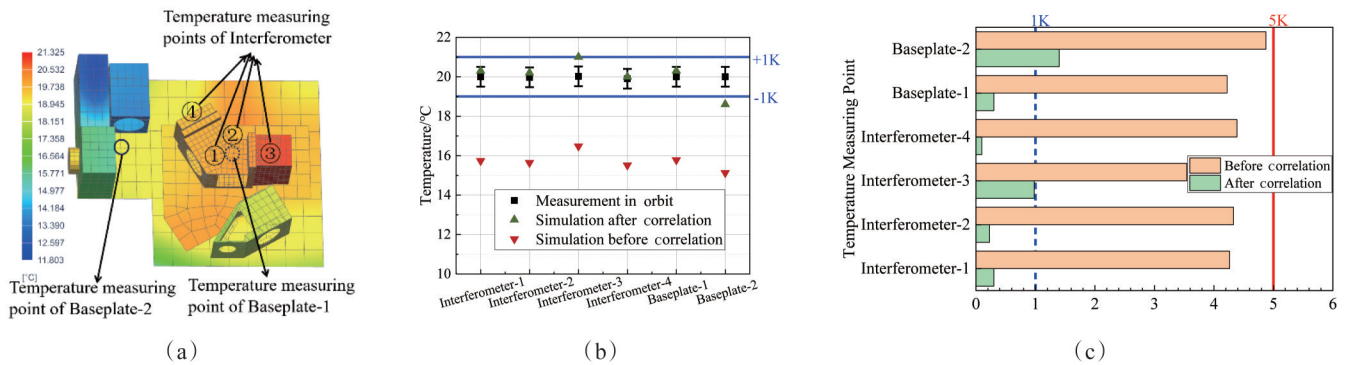 Temperature measuring
points of Interferometer
21.325
20.532
19.738
18.945
18.151
17.358
16.564
15.771
14.977
14.184
13.390
12.597
11.803
[°C]
④
②
①
③
Temperature measuring
point of Baseplate-2
Temperature measuring
point of Baseplate-1
(a)
Temperature/°C
22
20
18
16
14
12
10
+1K
-1K
Measurement in orbit
Simulation after correlation
Simulation before correlation
Interferometer-1
Interferometer-2
Interferometer-3
Interferometer-4
Baseplate-1
Baseplate-2
(b)
Temperature Measuring Point
1K
5K
Baseplate-2
Baseplate-1
Interferometer-4
Interferometer-3
Interferometer-2
Interferometer-1
Before correlation
After correlation
0 1 2 3 4 5 6
(c)